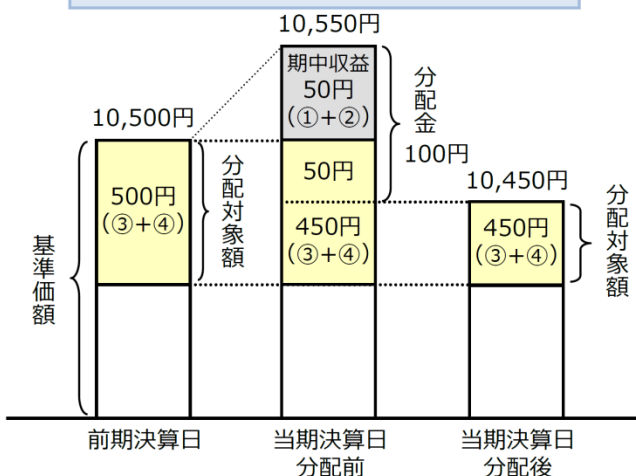 10,550円
期中収益
50円
(①+②)
分配金
100円
10,500円
500円
(③+④)
分配対象額
50円
450円
(③+④)
10,450円
450円
(③+④)
分配対象額
基準価額
前期決算日
当期決算日
分配前
当期決算日
分配後